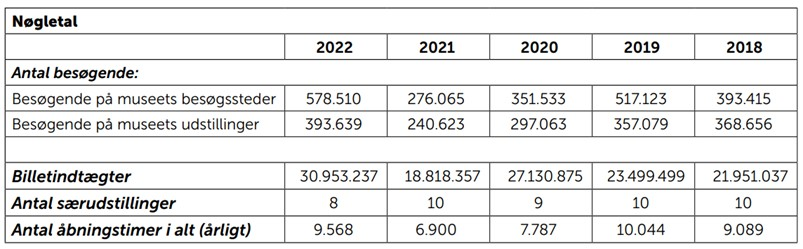 Nøgletal
2022 2021 2020 2019 2018
Antal besøgende:
Besøgende på museets besøgssteder 578.510 276.065 351.533 517.123 393.415
Besøgende på museets udstillinger 393.639 240.623 297.063 357.079 368.656
Billetindtægter 30.953.237 18.818.357 27.130.875 23.499.499 21.951.037
Antal særudstillinger 8 10 9 10 10
Antal åbningstimer i alt (årligt) 9.568 6.900 7.787 10.044 9.089